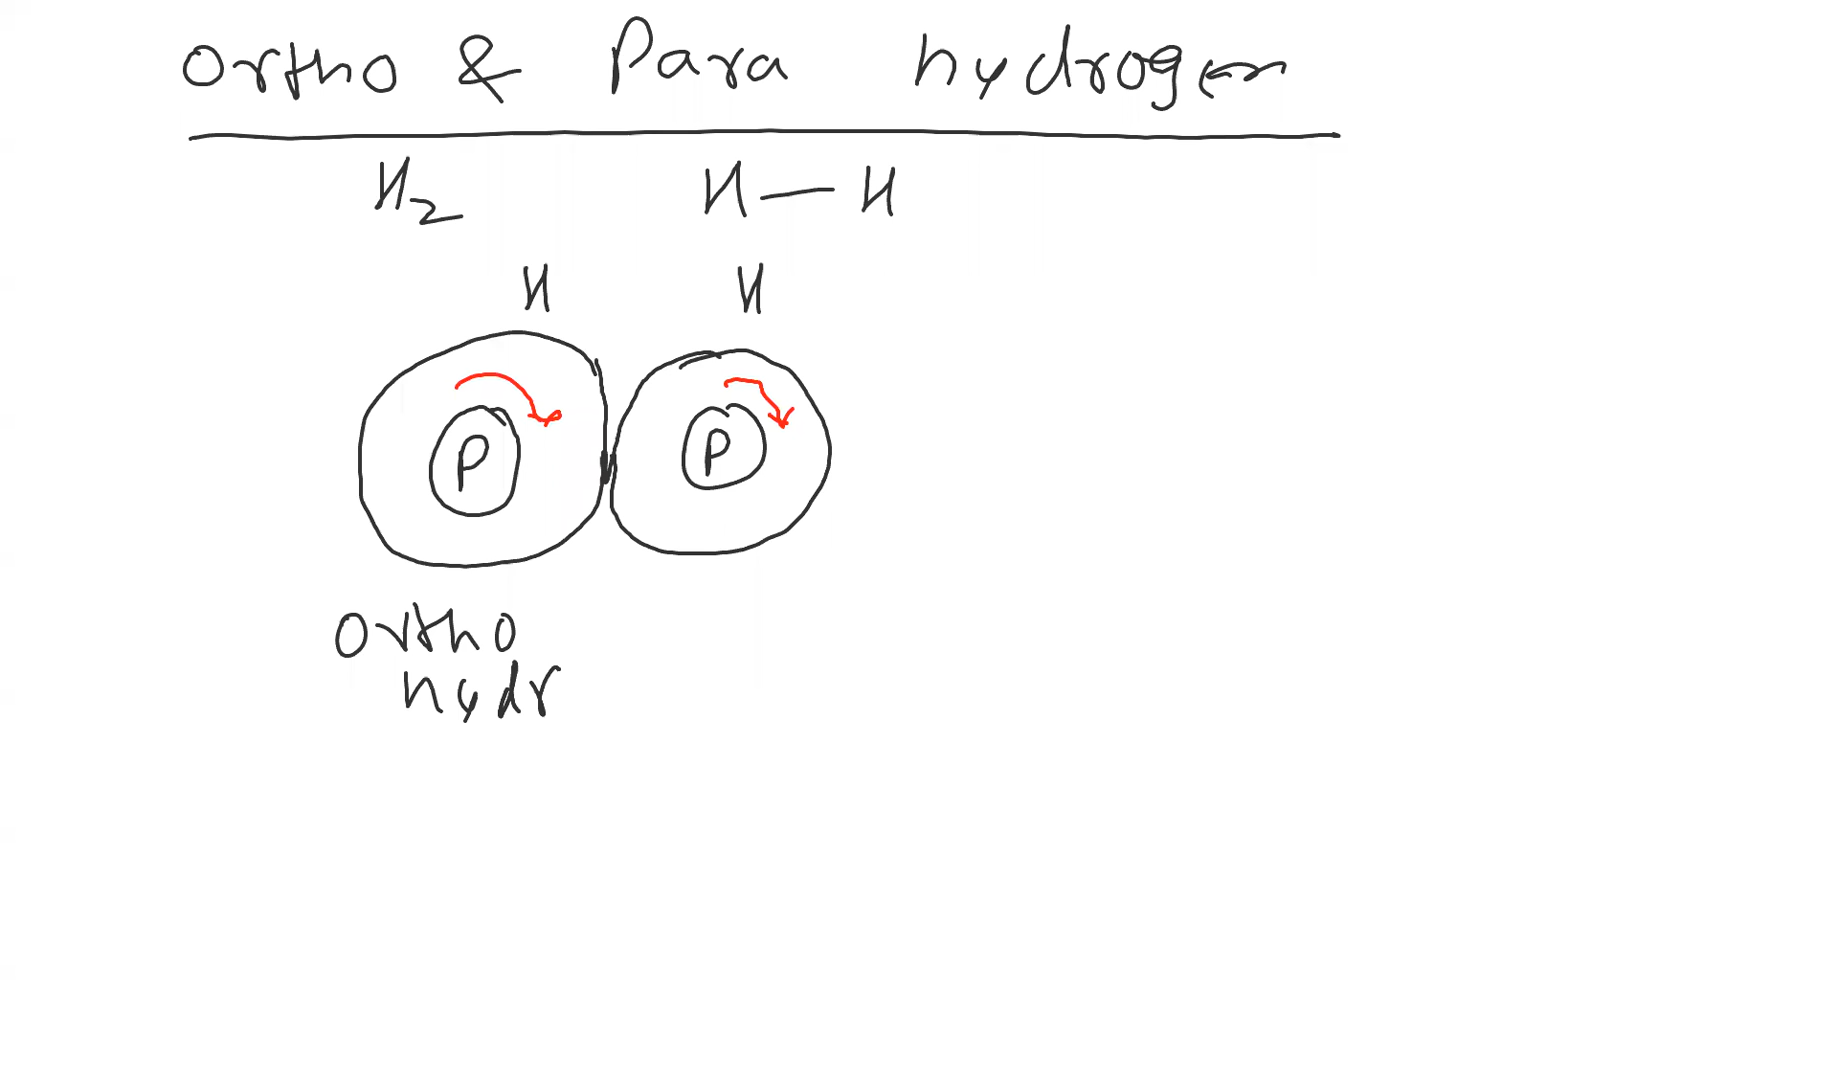 Ortho & Para hydrogen
H2 H—H
H H
P P
Ortho
hydr